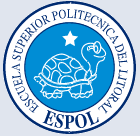 ESCUELA SUPERIOR POLITECNICA DEL LITORAL
ESPOL